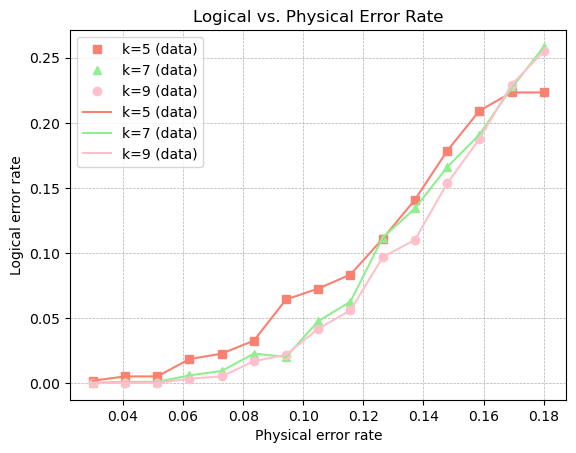 Logical vs. Physical Error Rate
k=5 (data)
k=7 (data)
k=9 (data)
k=5 (data)
k=7 (data)
k=9 (data)
Logical error rate
0.25
0.20
0.15
0.10
0.05
0.00
0.04 0.06 0.08 0.10 0.12 0.14 0.16 0.18
Physical error rate